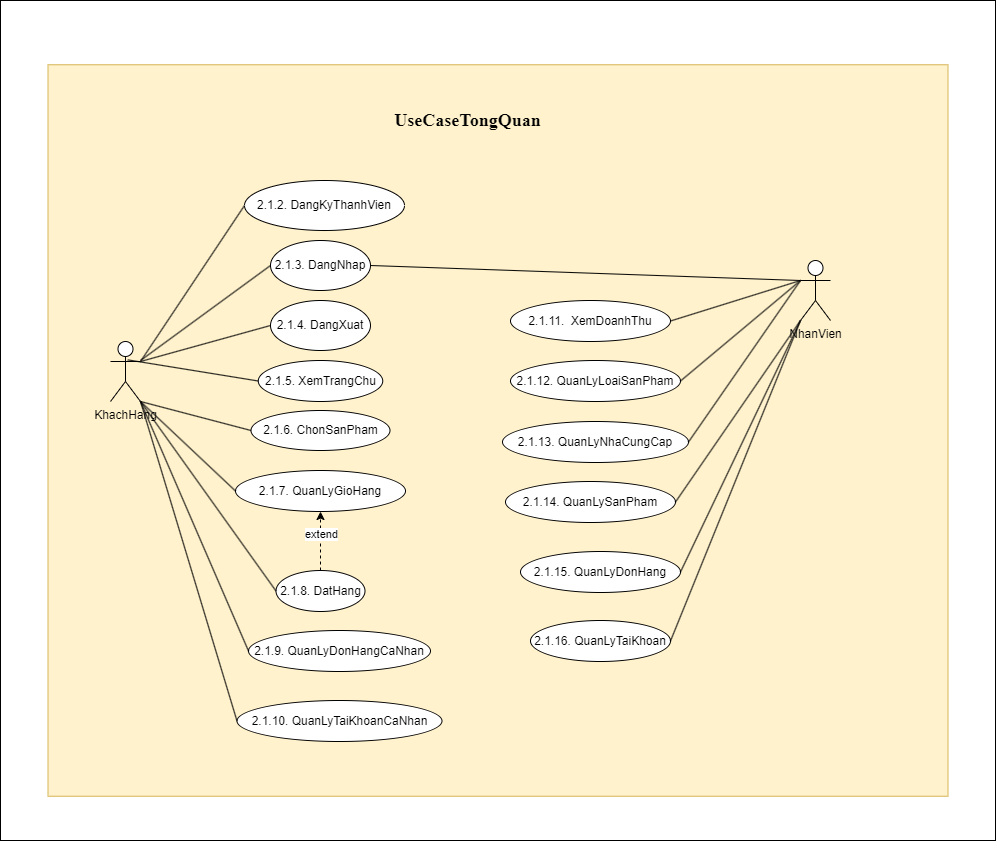 UseCaseTongQuan
2.1.2. DangKyThanhVien
2.1.3. DangNhap
2.1.4. DangXuat
2.1.5. XemTrangChu
KhachHang
2.1.6. ChonSanPham
2.1.7. QuanLyGioHang
extend
2.1.8. DatHang
2.1.9. QuanLyDonHangCaNhan
2.1.10. QuanLyTaiKhoanCaNhan
NhanVien
2.1.11. XemDoanhThu
2.1.12. QuanLyLoaiSanPham
2.1.13. QuanLyNhaCungCap
2.1.14. QuanLySanPham
2.1.15. QuanLyDonHang
2.1.16. QuanLyTaiKhoan